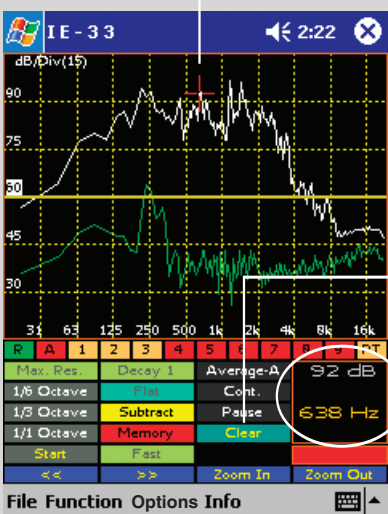 IE-33 2:22
dB/Div(15)
90
75
60
45
30
31 63 125 250 500 1k 2k 4k 8k 16k
R A 1 2 3 4 5 6 7 8 9 PT
Max. Res. Decay 1 Average-A 92 dB
1/6 Octave Flat Cont.
1/3 Octave Subtract Pause 638 Hz
1/1 Octave Memory Clear
Start Fast
<< >> Zoom In Zoom Out
File Function Options Info